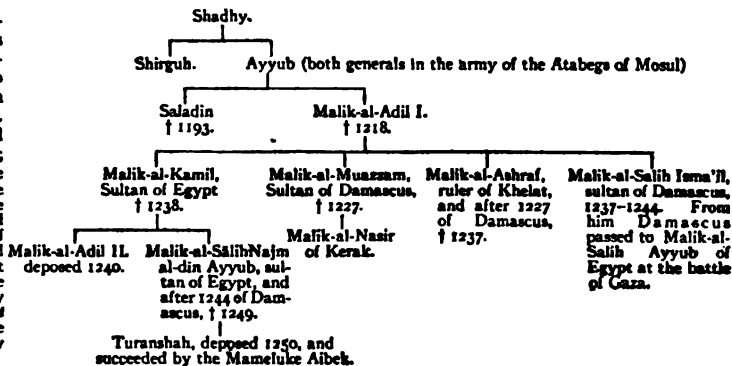 Shadhy.
Shirguh.
Ayyub (both generals in the army of the Atabegs of Mosul)
Saladin
† 1193.
Malik-al-Adil I.
† 1218.
Malik-al-Kamil,
Sultan of Egypt
† 1238.
Malik-al-Muazzam,
Sultan of Damascus,
† 1227.
Malik-al-Nasir
of Kerak.
Malik-al-Ashraf,
ruler of Khelat,
and after 1227
of Damascus,
† 1237.
Malik-al-Salih Isma'il,
sultan of Damascus,
1237-1244. From
him Damascus
passed to Malik-al-
Salih Ayyub of
Egypt at the battle
of Gaza.
Malik-al-Adil II.
deposed 1240.
Malik-al-SālihNajm
al-din Ayyub, sul-
tan of Egypt, and
after 1244 of Dam-
ascus, † 1249.
Turanshah, deposed 1250, and
succeeded by the Mameluke Aibek.